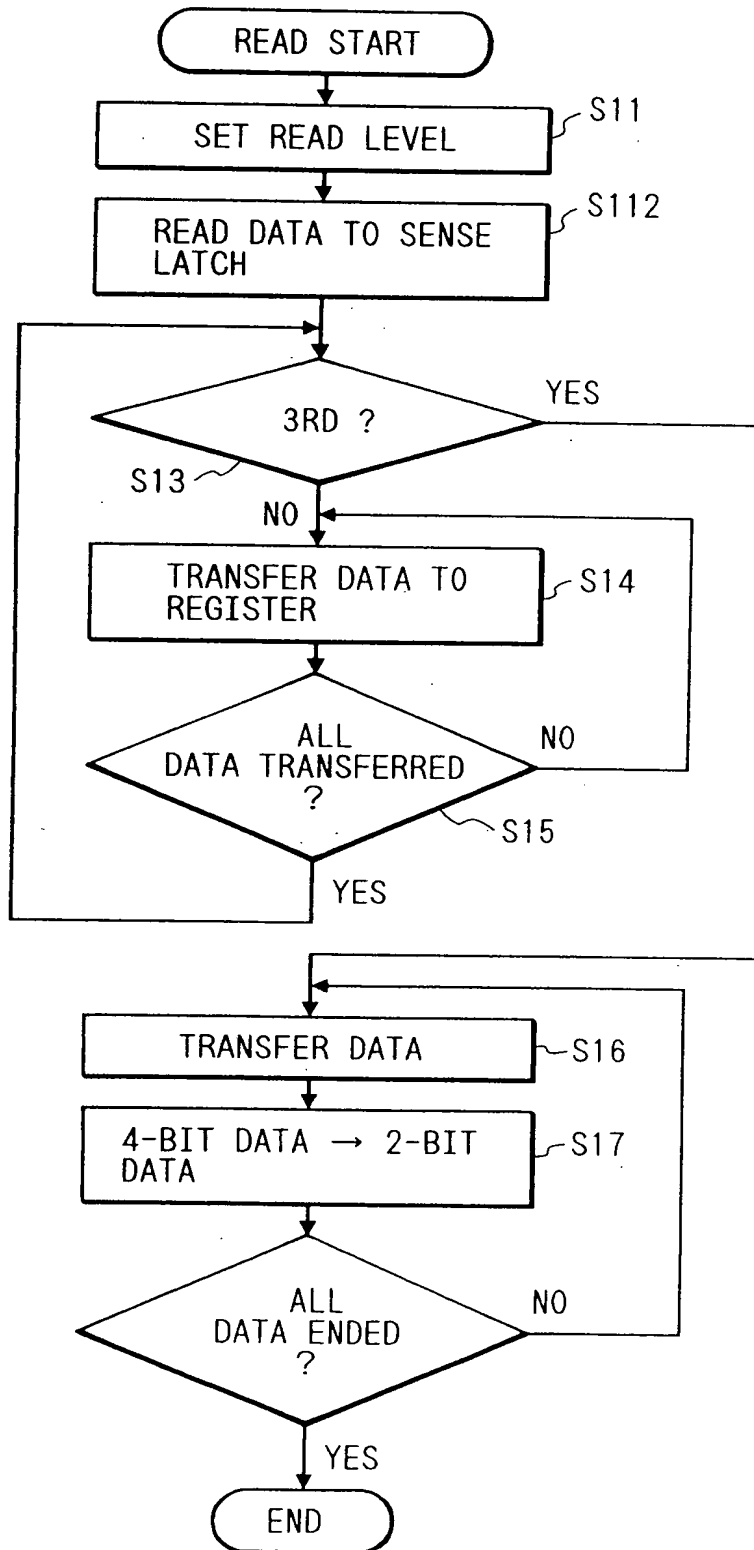 READ START
SET READ LEVEL
S11
READ DATA TO SENSE
LATCH
S112
3RD ?
YES
S13
NO
TRANSFER DATA TO
REGISTER
S14
ALL
DATA TRANSFERRED
?
NO
S15
YES
TRANSFER DATA
S16
4-BIT DATA → 2-BIT
DATA
S17
ALL
DATA ENDED
?
NO
YES
END